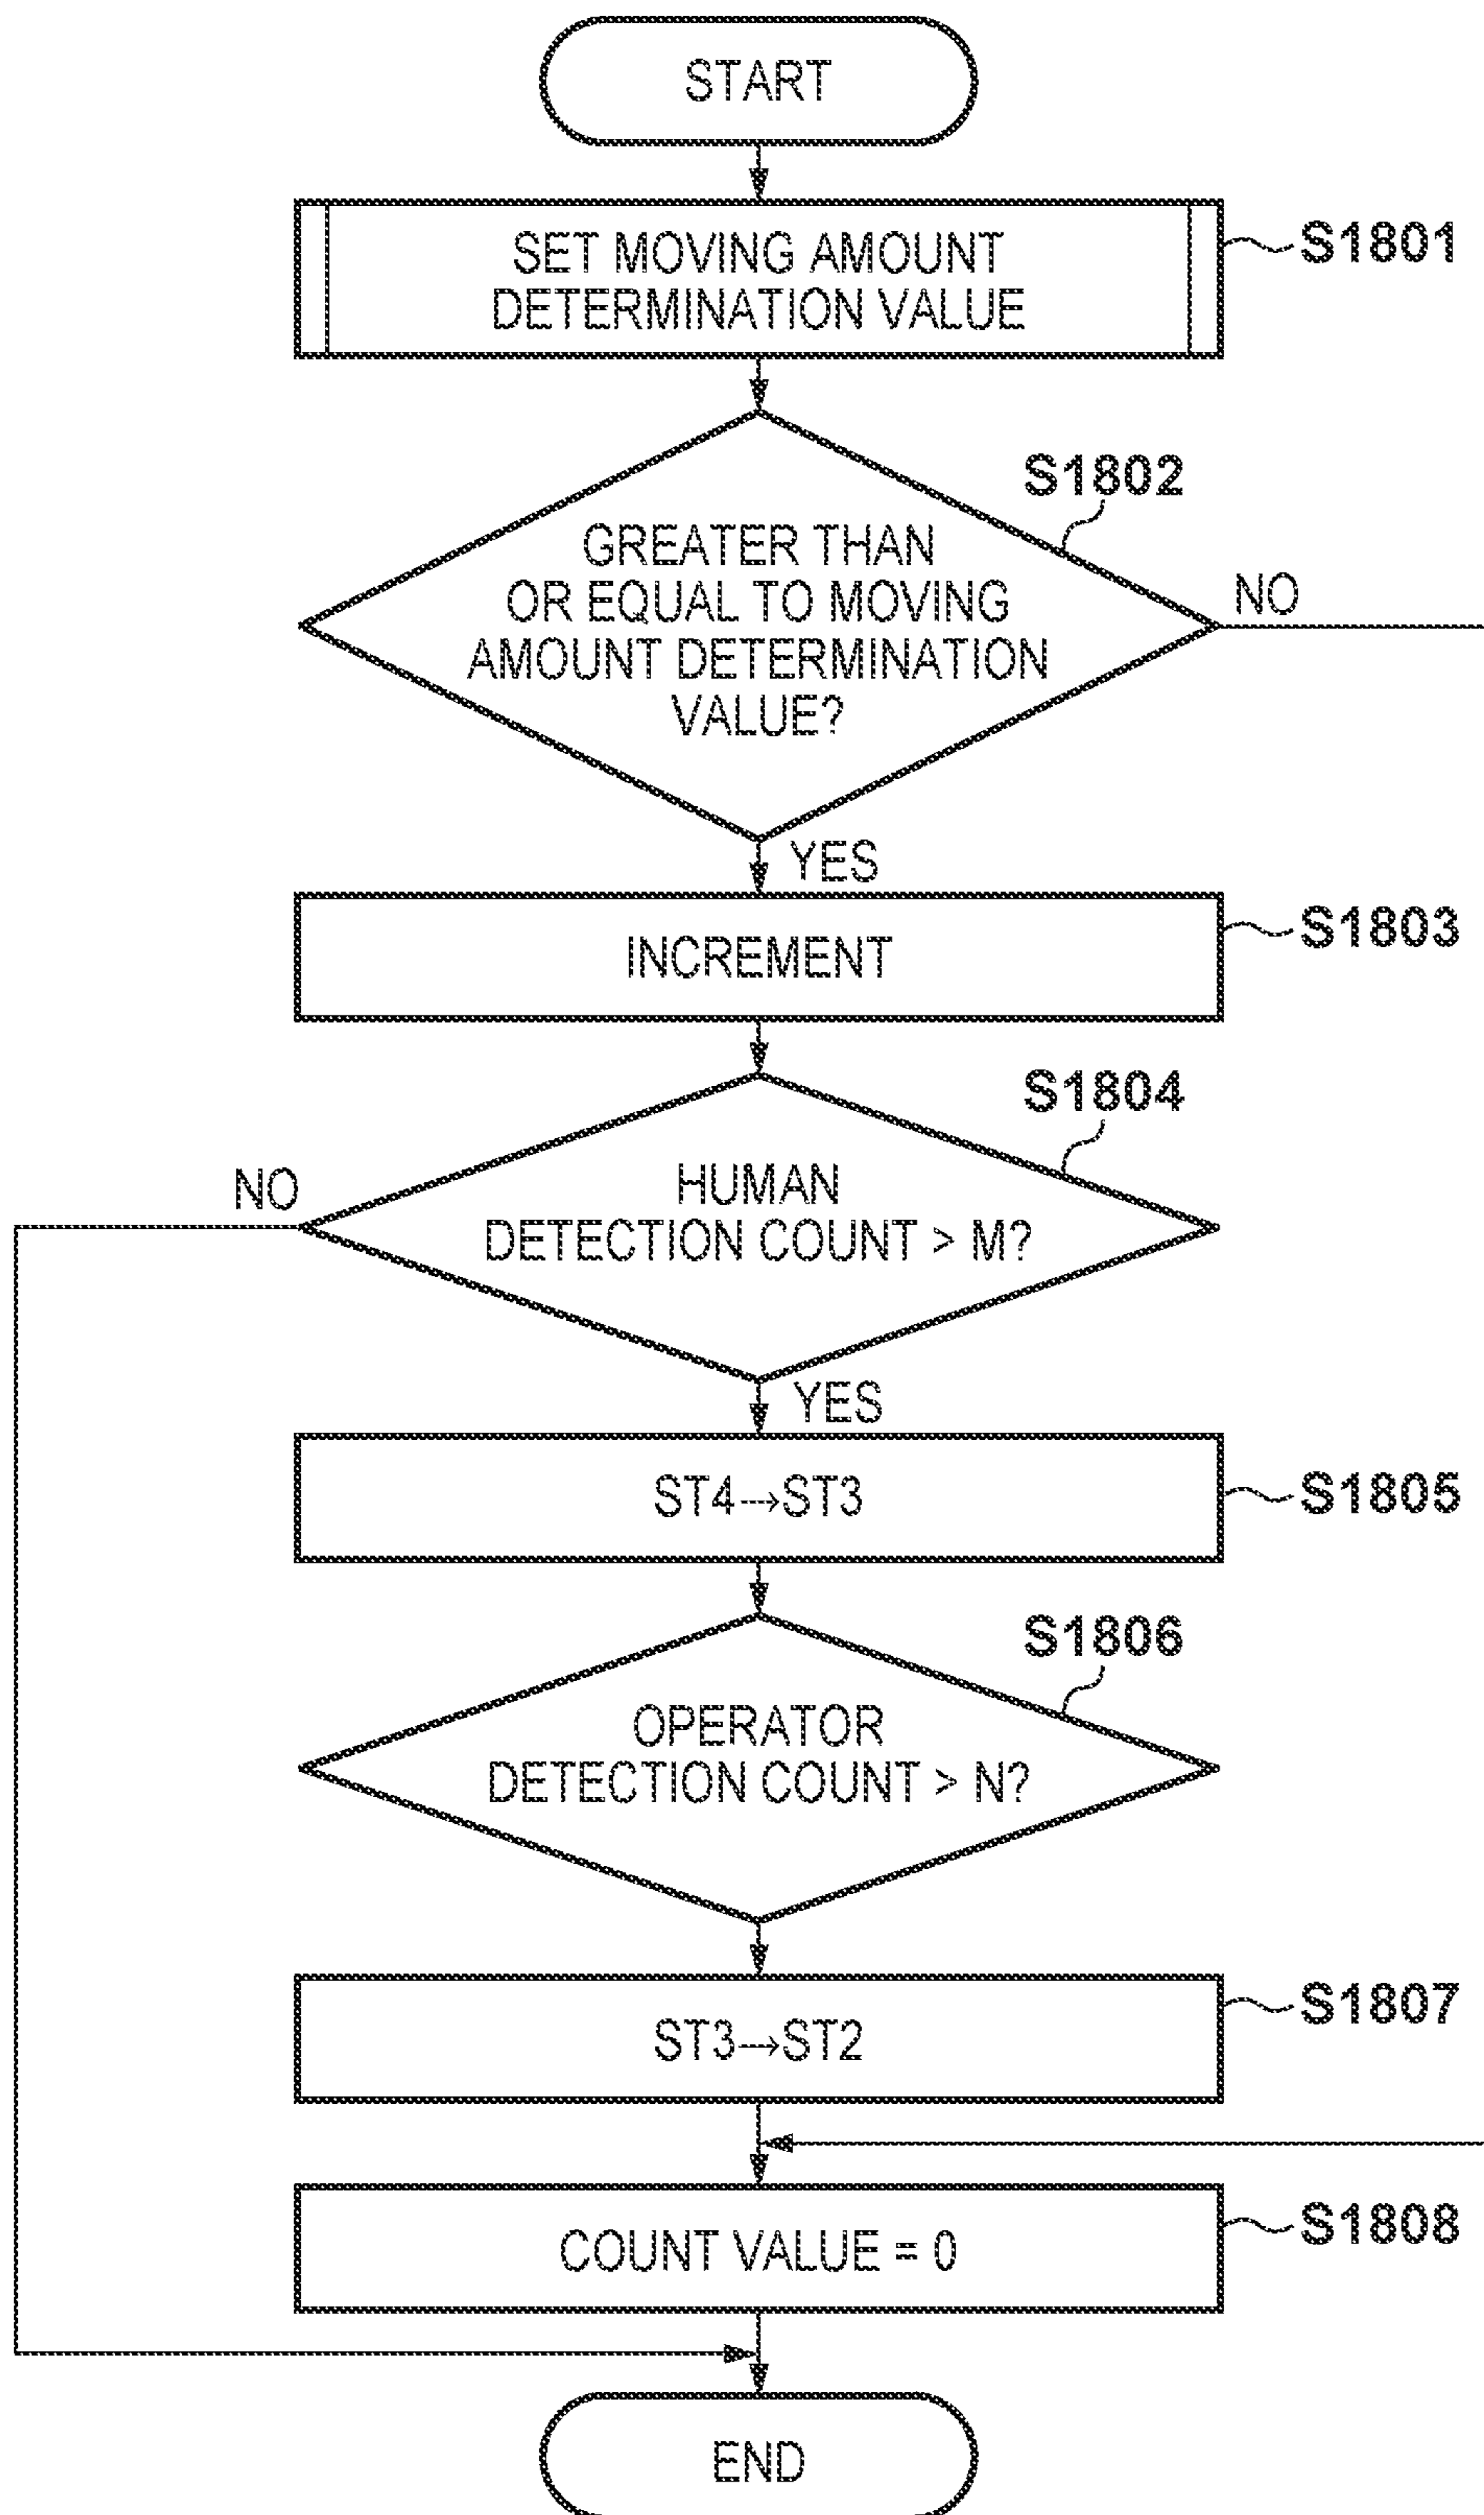 START
SET MOVING AMOUNT
DETERMINATION VALUE
S1801
S1802
GREATER THAN
OR EQUAL TO MOVING
AMOUNT DETERMINATION
VALUE?
NO
YES
INCREMENT
S1803
S1804
HUMAN
DETECTION COUNT > M?
NO
YES
ST4→ST3
S1805
S1806
OPERATOR
DETECTION COUNT > N?
ST3→ST2
S1807
COUNT VALUE = 0
S1808
END